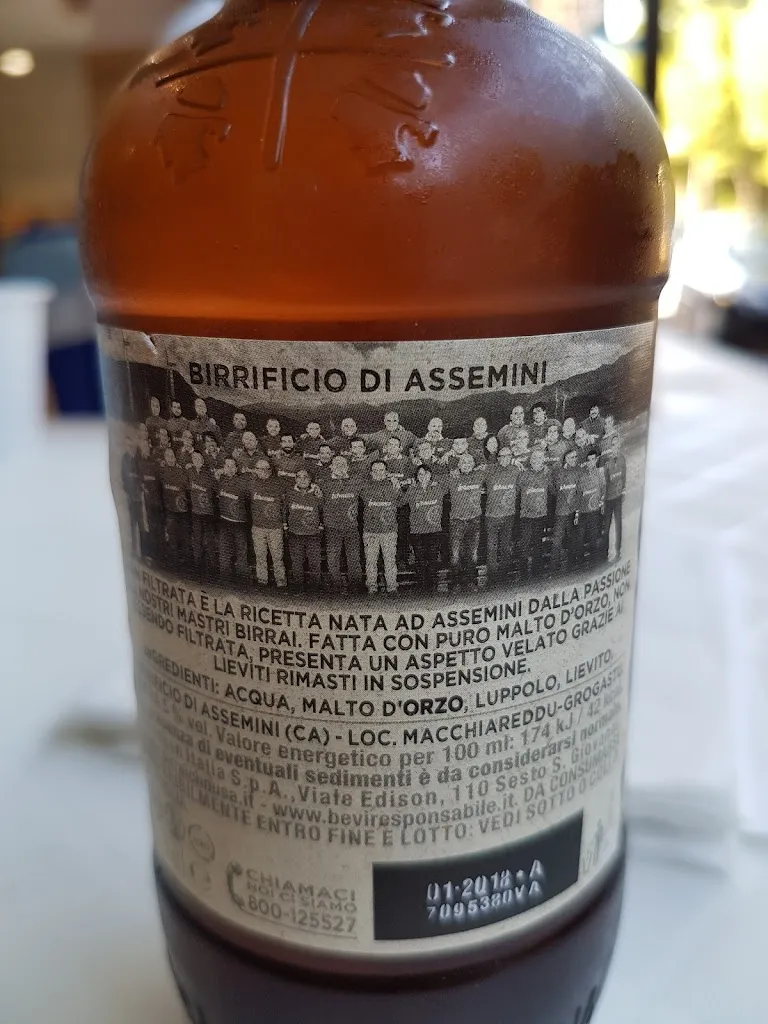 BIRRIFICIO DI ASSEMINI
FILTRATA È LA RICETTA NATA AD ASSEMINI DALLA PASSIONE
NOSTRI MASTRI BIRRAI. FATTA CON PURO MALTO D'ORZO, NON
FILTRATA, PRESENTA UN ASPETTO VELATO GRAZIE AI
LIEVITI RIMASTI IN SOSPENSIONE.
INGREDIENTI: ACQUA, MALTO D'ORZO, LUPPOLO, LIEVITO.
DI ASSEMINI (CA) - LOC. MACCHIAREDDU-GROGASTU
vol. Valore energetico per 100 ml: 174 kJ / 42 kcal
di eventuali sedimenti è da considerarsi
Italia S.p.A., Viale Edison, 110 Sesto S. Giovanni
www.beviresponsabile.it. DA CONSUMARSI
ENTRO FINE E LOTTO: VEDI SOTTO O
CHIAMACI
NOI CI SIAMO
800-125527
01·2018·A
7095380VA